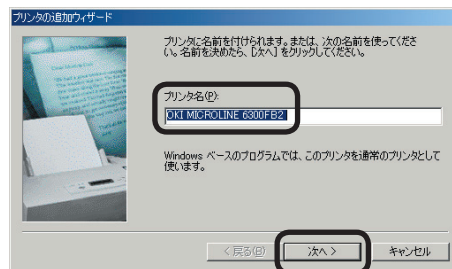 プリンタの追加ウィザード
プリンタに名前を付けられます。または、次の名前を使ってくださ
い。名前を決めたら、[次へ] をクリックしてください。
プリンタ名(P):
OKI MICROLINE 6300FB2
Windows ベースのプログラムでは、このプリンタを通常のプリンタとして
使います。
< 戻る(B)
次へ >
キャンセル